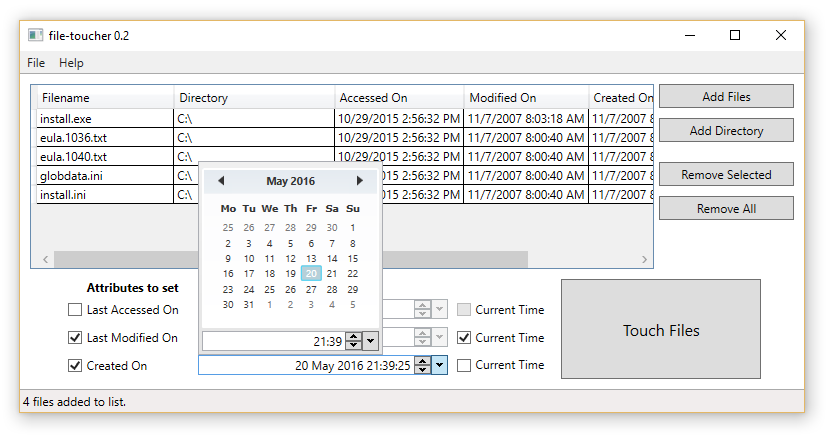 file-toucher 0.2
File Help
Filename Directory Accessed On Modified On Created On
install.exe C:\ 10/29/2015 2:56:32 PM 11/7/2007 8:03:18 AM 11/7/2007 8
eula.1036.txt C:\ 10/29/2015 2:56:32 PM 11/7/2007 8:00:40 AM 11/7/2007 8
eula.1040.txt C:\ 10/29/2015 2:56:32 PM 11/7/2007 8:00:40 AM 11/7/2007 8
globdata.ini C:\ 2015 2:56:32 PM 11/7/2007 8:00:40 AM 11/7/2007 8
install.ini C:\ 2015 2:56:32 PM 11/7/2007 8:00:40 AM 11/7/2007 8
Add Files
Add Directory
Remove Selected
Remove All
May 2016
Mo Tu We Th Fr Sa Su
25 26 27 28 29 30 1
2 3 4 5 6 7 8
9 10 11 12 13 14 15
16 17 18 19 20 21 22
23 24 25 26 27 28 29
30 31 1 2 3 4 5
21:39
Attributes to set
Last Accessed On Current Time
Last Modified On Current Time
Created On 20 May 2016 21:39:25 Current Time
Touch Files
4 files added to list.